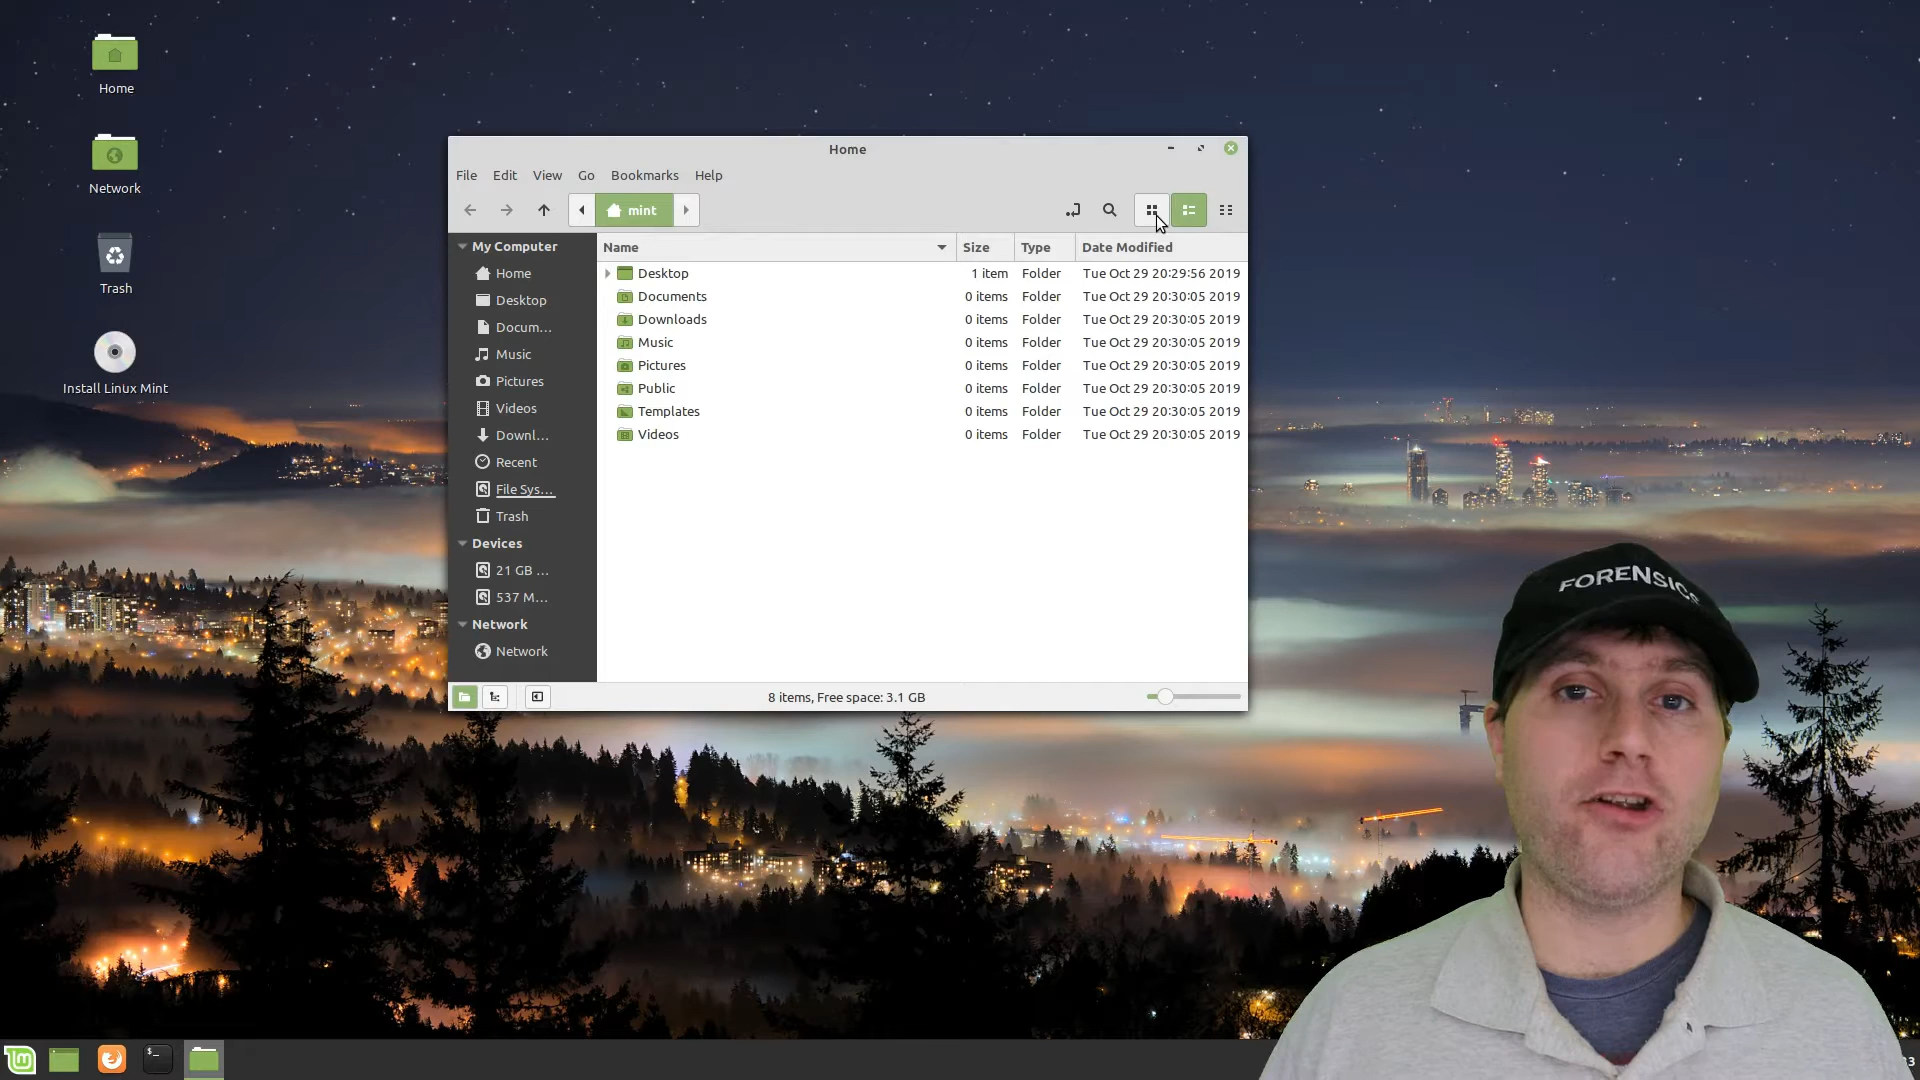 Home
Network
Trash
Install Linux Mint
Home
File Edit View Go Bookmarks Help
mint
My Computer
Home
Desktop
Docum...
Music
Pictures
Videos
Downl...
Recent
File Sys...
Trash
Devices
21 GB ...
537 M...
Network
Network
Name Size Type Date Modified
Desktop 1 item Folder Tue Oct 29 20:29:56 2019
Documents 0 items Folder Tue Oct 29 20:30:05 2019
Downloads 0 items Folder Tue Oct 29 20:30:05 2019
Music 0 items Folder Tue Oct 29 20:30:05 2019
Pictures 0 items Folder Tue Oct 29 20:30:05 2019
Public 0 items Folder Tue Oct 29 20:30:05 2019
Templates 0 items Folder Tue Oct 29 20:30:05 2019
Videos 0 items Folder Tue Oct 29 20:30:05 2019
8 items, Free space: 3.1 GB
FORENSICS